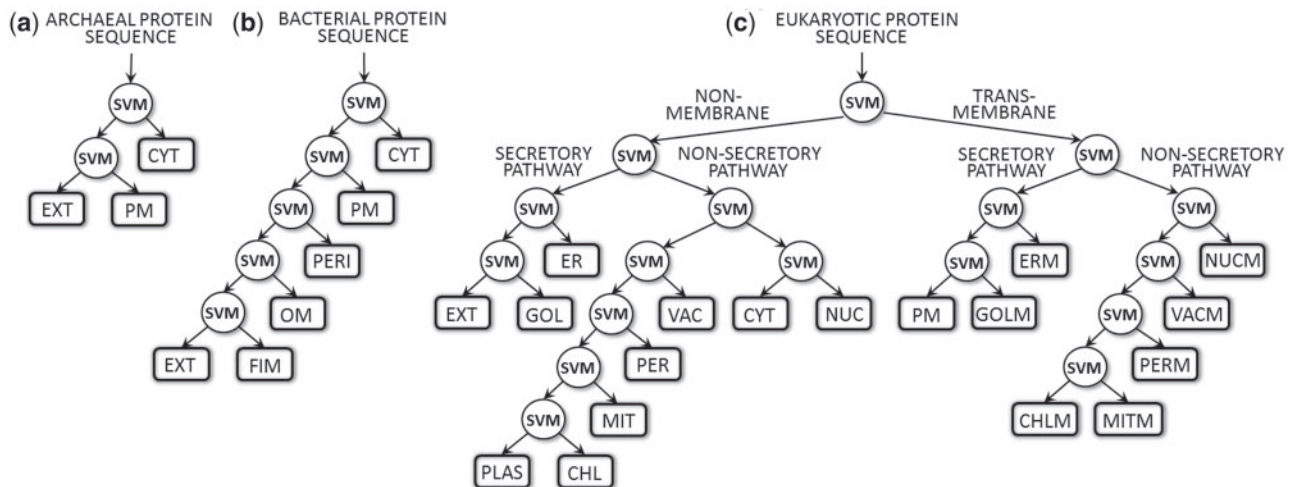 (a) ARCHAEAL PROTEIN
SEQUENCE
SVM
SVM
CYT
EXT
PM
(b) BACTERIAL PROTEIN
SEQUENCE
SVM
SVM
CYT
SVM
PM
SVM
PERI
SVM
OM
EXT
FIM
(c) EUKARYOTIC PROTEIN
SEQUENCE
SVM
NON-
MEMBRANE
TRANS-
MEMBRANE
SVM
SECRETORY
PATHWAY
NON-SECRETORY
PATHWAY
SVM
SVM
SVM
ER
SVM
SVM
EXT
GOL
SVM
VAC
CYT
NUC
SVM
PER
SVM
MIT
PLAS
CHL
SVM
SECRETORY
PATHWAY
NON-SECRETORY
PATHWAY
SVM
SVM
SVM
ERM
SVM
NUCM
PM
GOLM
SVM
VACM
SVM
PERM
CHLM
MITM